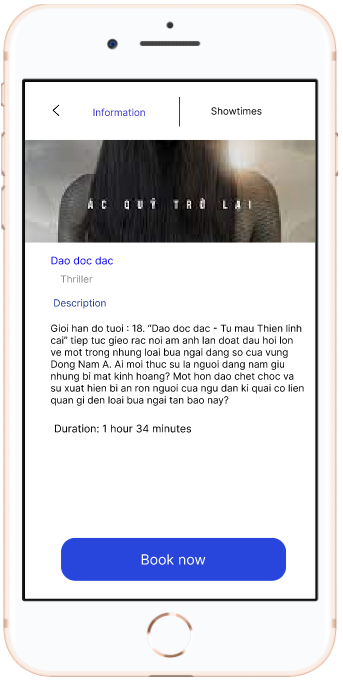 Information
Showtimes
ÁC QUỶ TRỞ LẠI
Dao doc dac
Thriller
Description
Gioi han do tuoi : 18. “Dao doc dac - Tu mau Thien linh
cai” tiep tuc gieo rac noi am anh lan doat dau hoi lon
ve mot trong nhung loai bua ngai dang so cua vung
Dong Nam A. Ai moi thuc su la nguoi dang nam giu
nhung bi mat kinh hoang? Mot hon dao chet choc va
su xuat hien bi an ron nguoi cua ngu dan ki quai co lien
quan gi den loai bua ngai tan bao nay?
Duration: 1 hour 34 minutes
Book now